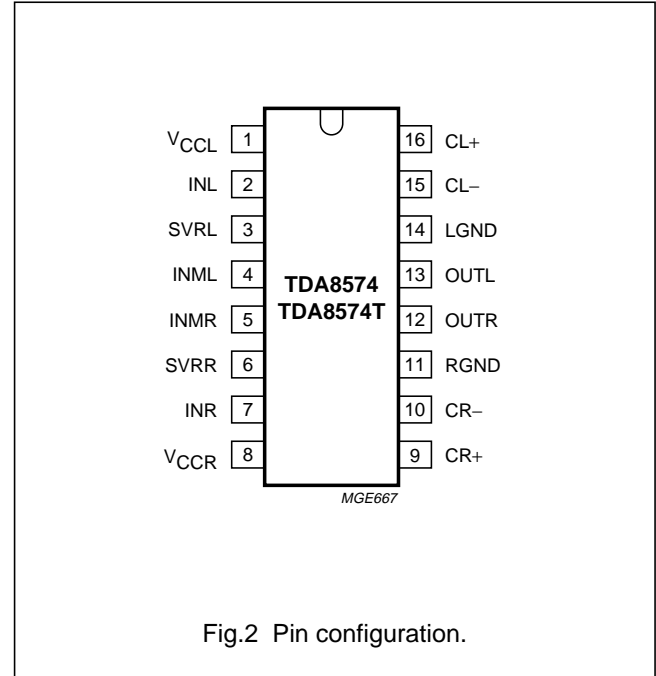 VCCL 1 16 CL+
INL 2 15 CL−
SVRL 3 14 LGND
INML 4 13 OUTL
INMR 5 12 OUTR
SVRR 6 11 RGND
INR 7 10 CR−
VCCR 8 9 CR+
TDA8574
TDA8574T
MGE667
Fig.2 Pin configuration.